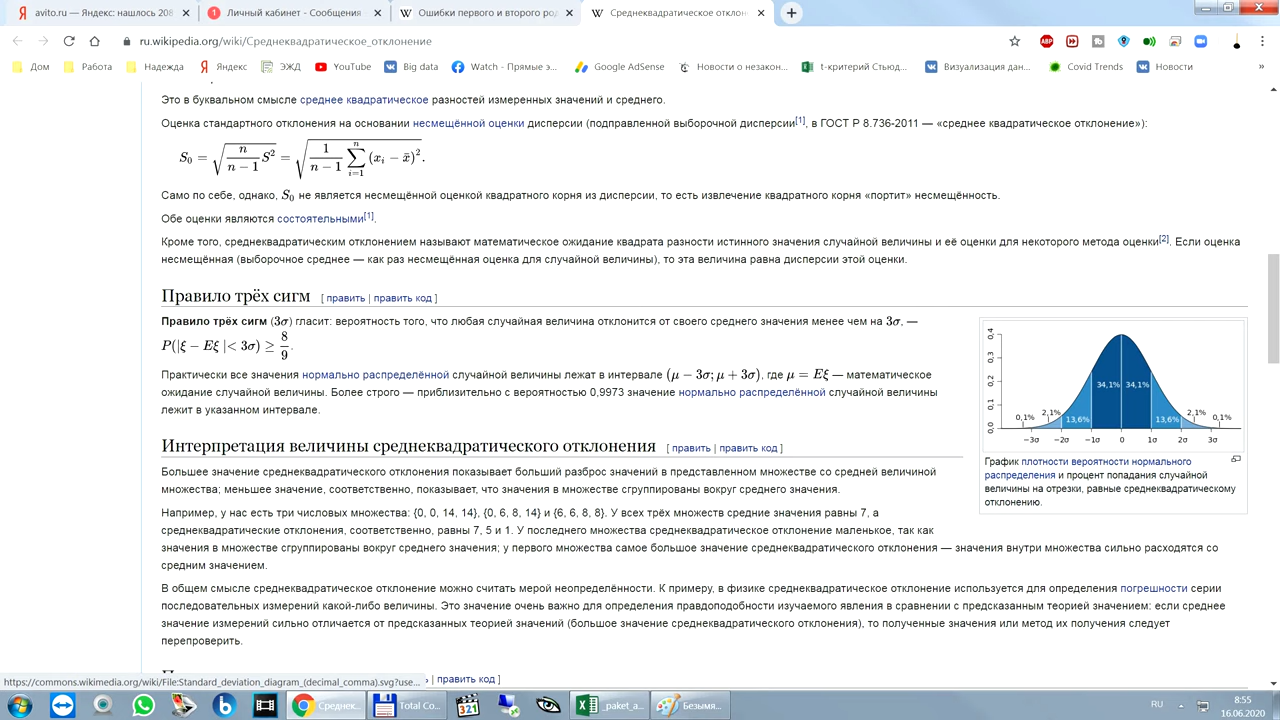 avito.ru — Яндекс: нашлось 208
Личный кабинет - Сообщения
Ошибки первого и второго род
Среднеквадратическое отклон
ru.wikipedia.org/wiki/Среднеквадратическое_отклонение
ABP
Дом
Работа
Надежда
Яндекс
ЭЖД
YouTube
Big data
Watch - Прямые э...
Google AdSense
Новости о незакон...
t-критерий Стьюд...
Визуализация дан...
Covid Trends
Новости
»
Это в буквальном смысле среднее квадратическое разностей измеренных значений и среднего.
Оценка стандартного отклонения на основании несмещённой оценки дисперсии (подправленной выборочной дисперсии[1], в ГОСТ Р 8.736-2011 — «среднее квадратическое отклонение»):
S₀ = √(n/(n − 1) S²) = √(1/(n − 1) ∑ⁿᵢ₌₁ (xᵢ − x̄)²).
Само по себе, однако, S₀ не является несмещённой оценкой квадратного корня из дисперсии, то есть извлечение квадратного корня «портит» несмещённость.
Обе оценки являются состоятельными[1].
Кроме того, среднеквадратическим отклонением называют математическое ожидание квадрата разности истинного значения случайной величины и её оценки для некоторого метода оценки[2]. Если оценка
несмещённая (выборочное среднее — как раз несмещённая оценка для случайной величины), то эта величина равна дисперсии этой оценки.
Правило трёх сигм [ править | править код ]
Правило трёх сигм (3σ) гласит: вероятность того, что любая случайная величина отклонится от своего среднего значения менее чем на 3σ, —
P(|ξ − Eξ |< 3σ) ≥ 8/9.
Практически все значения нормально распределённой случайной величины лежат в интервале (μ − 3σ; μ + 3σ), где μ = Eξ — математическое
ожидание случайной величины. Более строго — приблизительно с вероятностью 0,9973 значение нормально распределённой случайной величины
лежит в указанном интервале.
0,4
0,3
0,2
0,1
0,0
0,1% 2,1% 13,6% 34,1% 34,1% 13,6% 2,1% 0,1%
−3σ −2σ −1σ 0 1σ 2σ 3σ
График плотности вероятности нормального
распределения и процент попадания случайной
величины на отрезки, равные среднеквадратическому
отклонению.
Интерпретация величины среднеквадратического отклонения [ править | править код ]
Большее значение среднеквадратического отклонения показывает больший разброс значений в представленном множестве со средней величиной
множества; меньшее значение, соответственно, показывает, что значения в множестве сгруппированы вокруг среднего значения.
Например, у нас есть три числовых множества: {0, 0, 14, 14}, {0, 6, 8, 14} и {6, 6, 8, 8}. У всех трёх множеств средние значения равны 7, а
среднеквадратические отклонения, соответственно, равны 7, 5 и 1. У последнего множества среднеквадратическое отклонение маленькое, так как
значения в множестве сгруппированы вокруг среднего значения; у первого множества самое большое значение среднеквадратического отклонения — значения внутри множества сильно расходятся со
средним значением.
В общем смысле среднеквадратическое отклонение можно считать мерой неопределённости. К примеру, в физике среднеквадратическое отклонение используется для определения погрешности серии
последовательных измерений какой-либо величины. Это значение очень важно для определения правдоподобности изучаемого явления в сравнении с предсказанным теорией значением: если среднее
значение измерений сильно отличается от предсказанных теорией значений (большое значение среднеквадратического отклонения), то полученные значения или метод их получения следует
перепроверить.
| править код ]
https://commons.wikimedia.org/wiki/File:Standard_deviation_diagram_(decimal_comma).svg?use...
321
Среднек...
Total Co...
_paket_a...
Безымя...
RU
8:55
16.06.2020